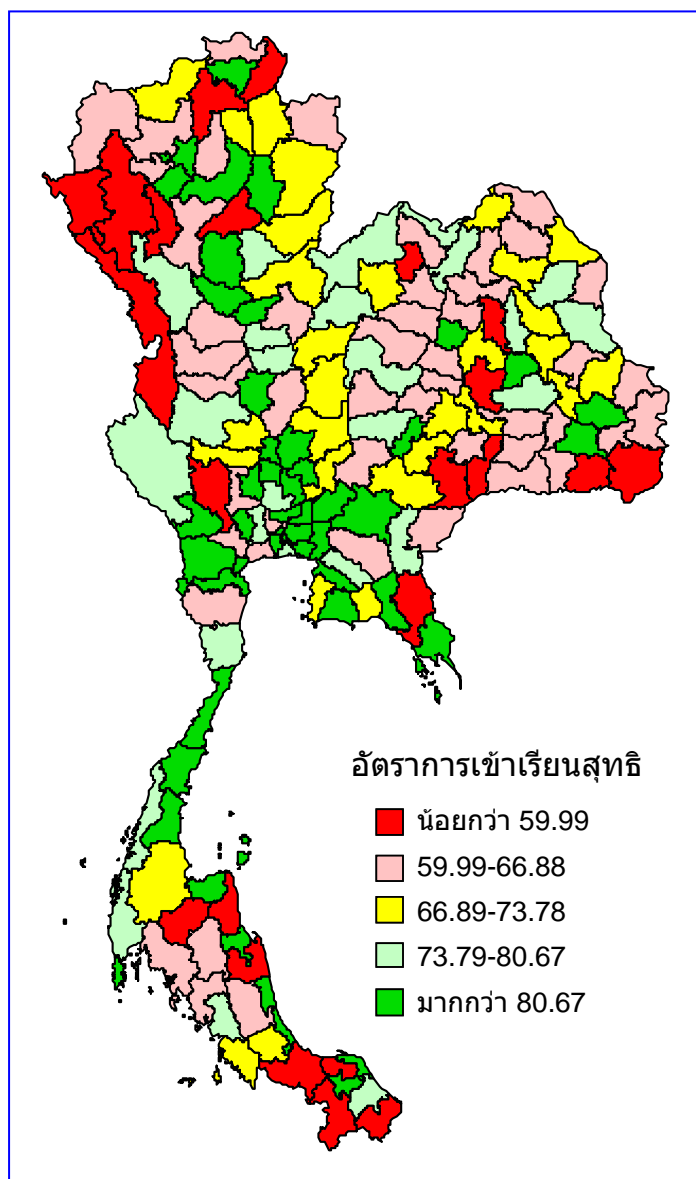 อัตราการเข้าเรียนสุทธิ
น้อยกว่า 59.99
59.99-66.88
66.89-73.78
73.79-80.67
มากกว่า 80.67